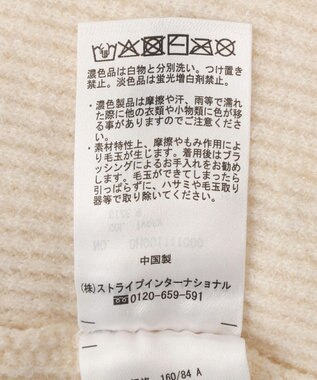 濃色品は白物と分別洗い。つけ置き
禁止。淡色品は蛍光増白剤禁止。
・濃色製品は摩擦や汗、雨等で濡れ
た際に他の衣類や小物類に色が移
る事がありますのでご注意くださ
い。
・素材特性上、摩擦やもみ作用によ
り毛玉が生じます。着用後はブラ
ッシングによるお手入れをお勧め
します。毛玉ができてしまったら
引っぱらずに、ハサミや毛玉取り
器等で取り除いてください。
中国製
(株)ストライプインターナショナル
0120-659-591
160/84 A